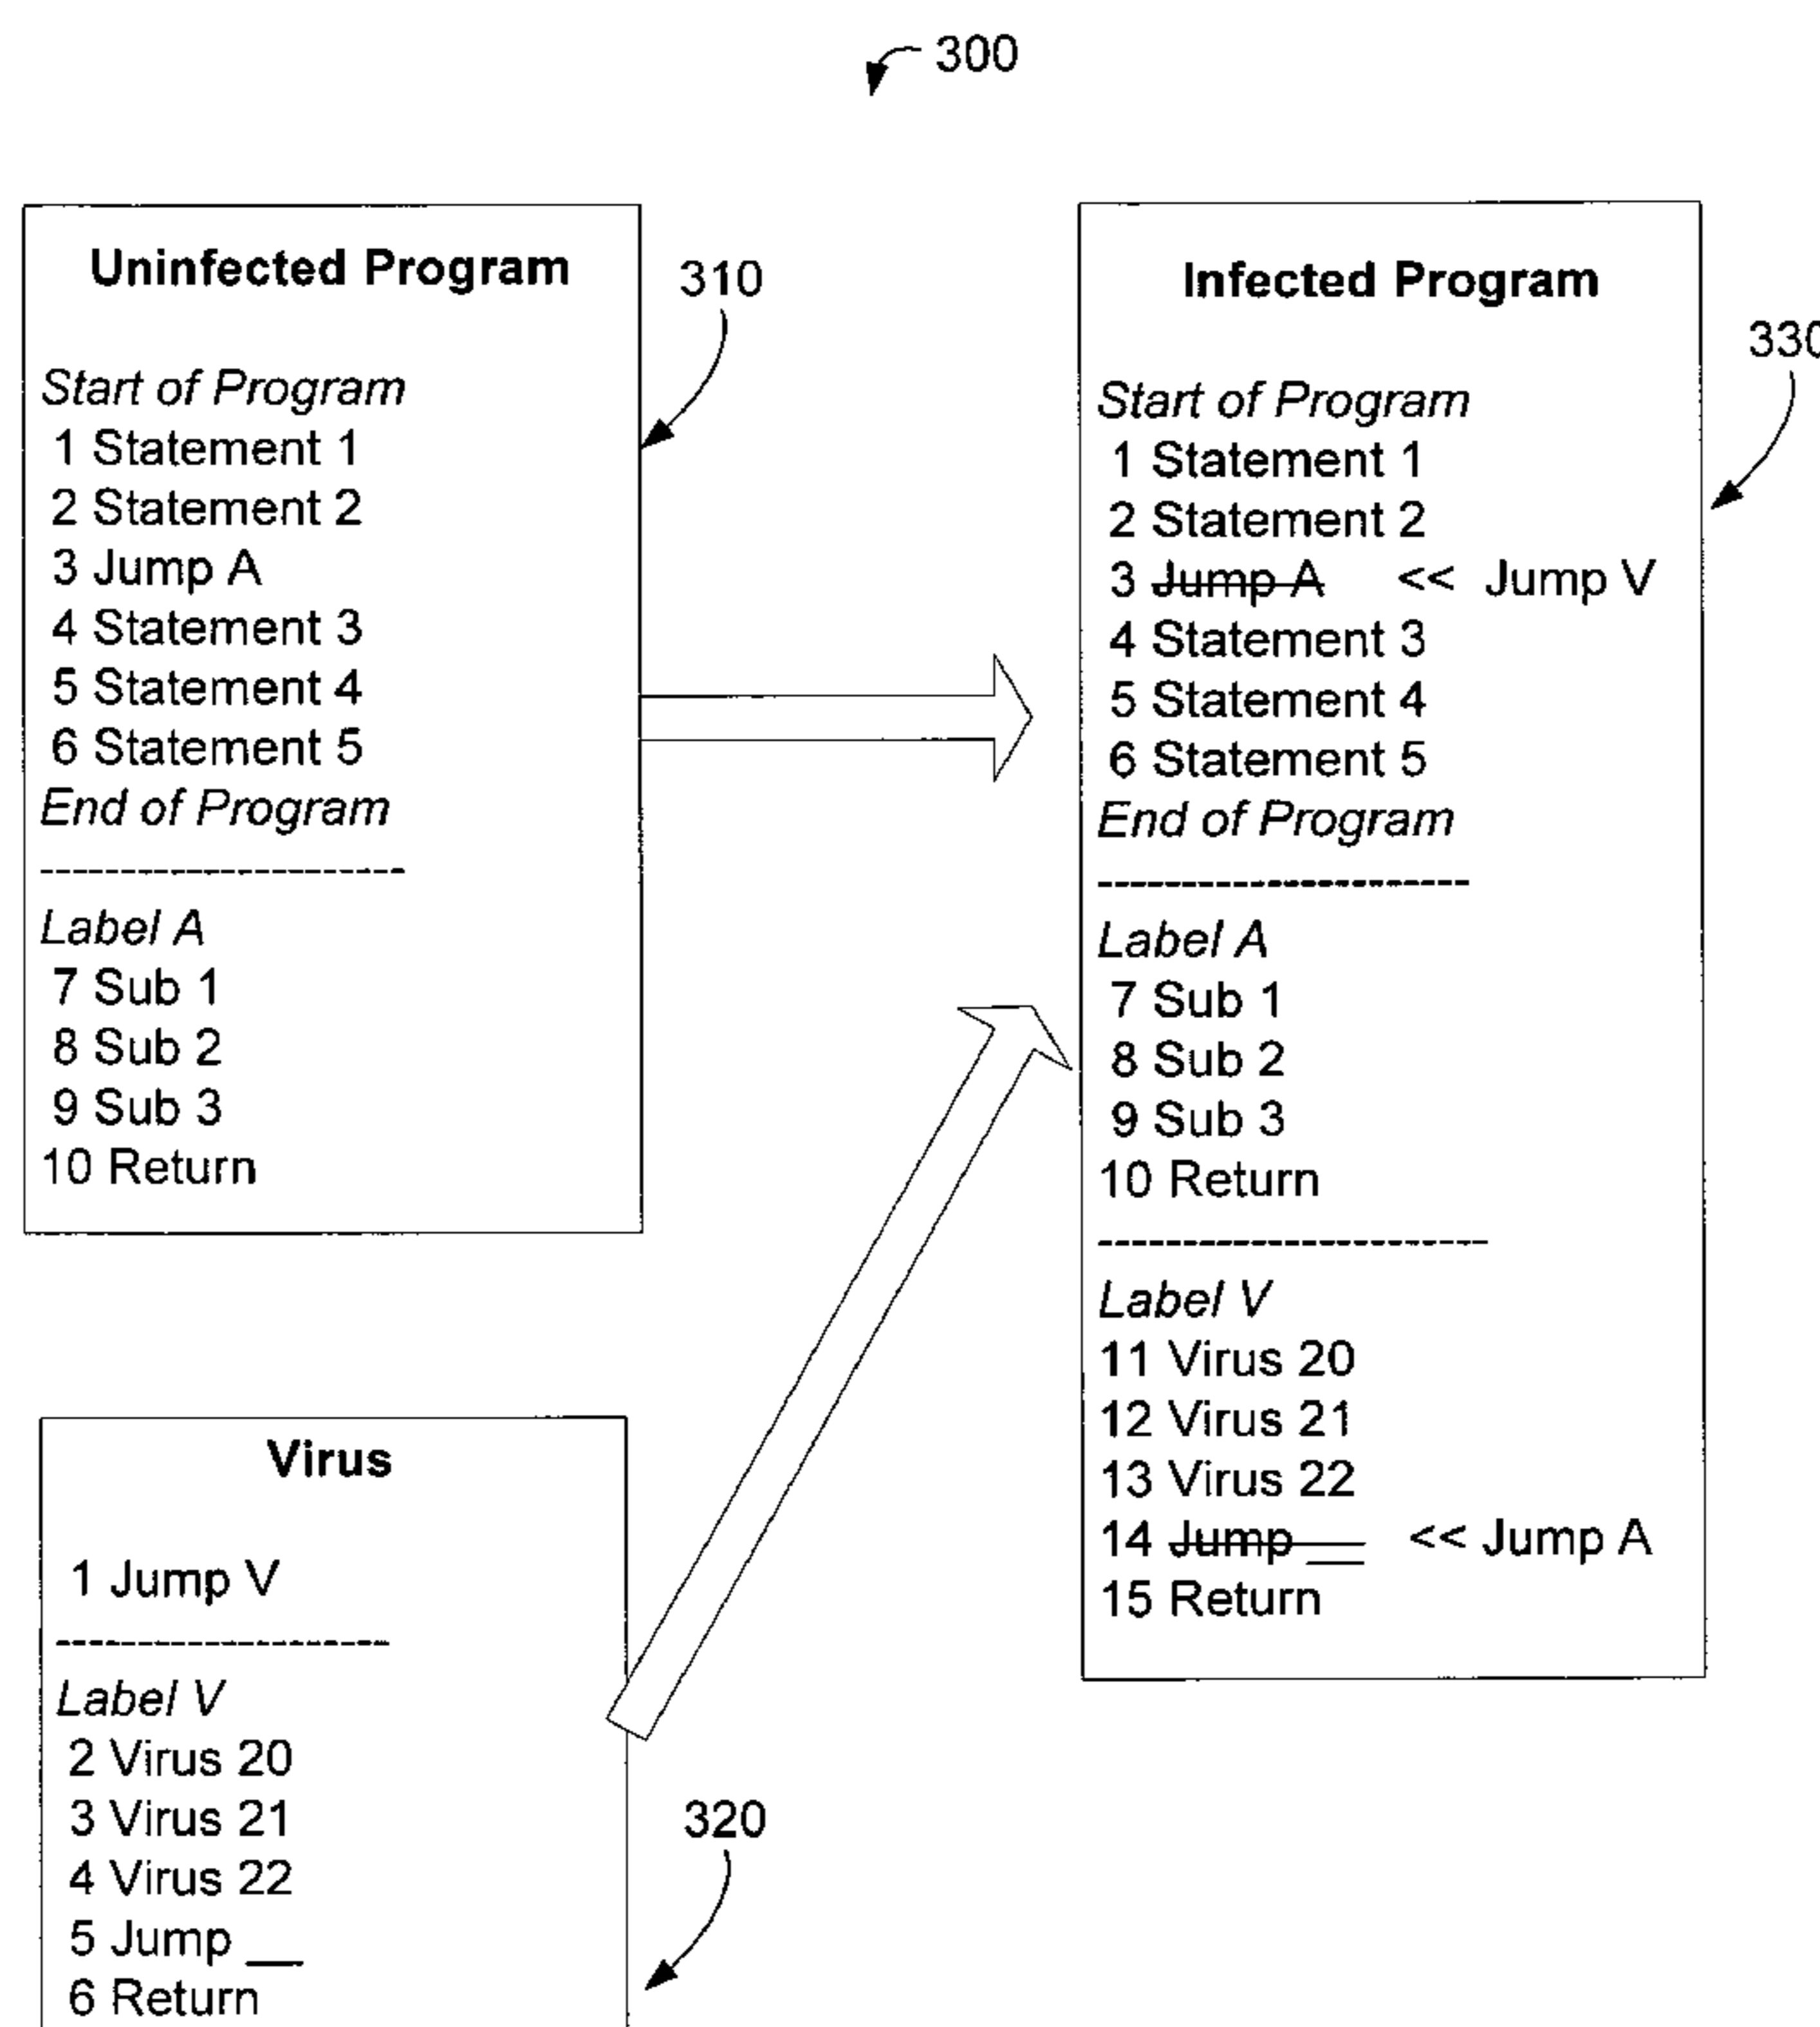 300
Uninfected Program
310
Start of Program
1 Statement 1
2 Statement 2
3 Jump A
4 Statement 3
5 Statement 4
6 Statement 5
End of Program
----------------------
Label A
7 Sub 1
8 Sub 2
9 Sub 3
10 Return
Virus
1 Jump V
--------------------
Label V
2 Virus 20
3 Virus 21
4 Virus 22
5 Jump __
6 Return
320
Infected Program
330
Start of Program
1 Statement 1
2 Statement 2
3 Jump A << Jump V
4 Statement 3
5 Statement 4
6 Statement 5
End of Program
----------------------
Label A
7 Sub 1
8 Sub 2
9 Sub 3
10 Return
-----------------------
Label V
11 Virus 20
12 Virus 21
13 Virus 22
14 Jump __ << Jump A
15 Return